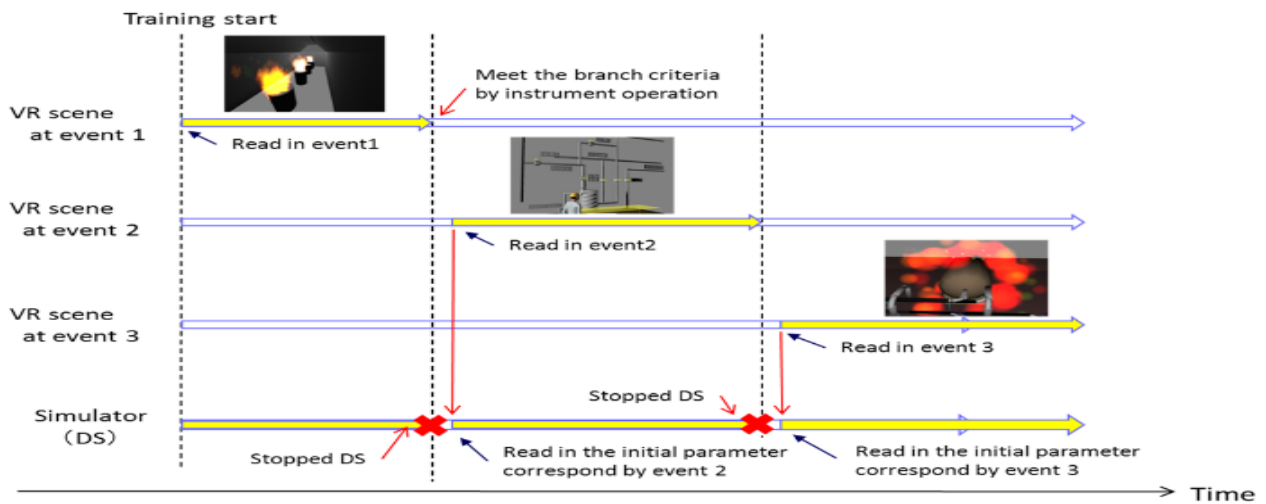 Training start
Meet the branch criteria
by instrument operation
VR scene
at event 1
Read in event1
VR scene
at event 2
Read in event2
VR scene
at event 3
Read in event 3
Stopped DS
Simulator
（DS）
Stopped DS
Read in the initial parameter
correspond by event 2
Read in the initial parameter
correspond by event 3
Time